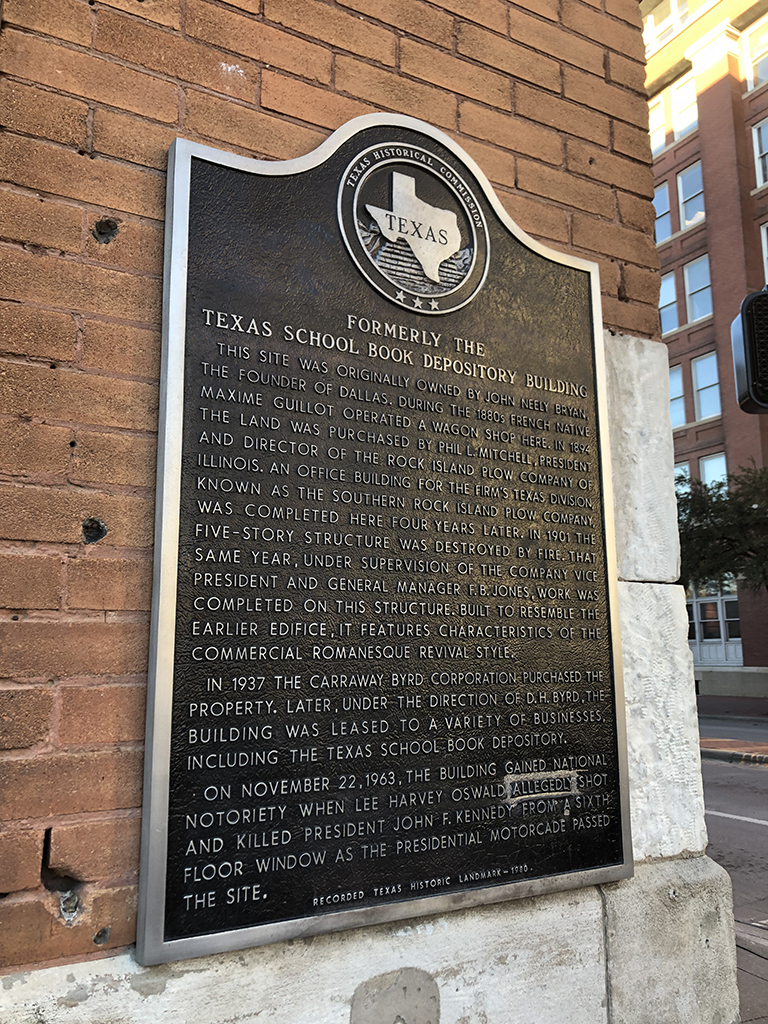 TEXAS HISTORICAL COMMISSION
TEXAS
FORMERLY THE
TEXAS SCHOOL BOOK DEPOSITORY BUILDING
THIS SITE WAS ORIGINALLY OWNED BY JOHN NEELY BRYAN,
THE FOUNDER OF DALLAS. DURING THE 1880s FRENCH NATIVE
MAXIME GUILLOT OPERATED A WAGON SHOP HERE. IN 1894
THE LAND WAS PURCHASED BY PHIL L. MITCHELL, PRESIDENT
AND DIRECTOR OF THE ROCK ISLAND PLOW COMPANY OF
ILLINOIS. AN OFFICE BUILDING FOR THE FIRM'S TEXAS DIVISION,
KNOWN AS THE SOUTHERN ROCK ISLAND PLOW COMPANY,
WAS COMPLETED HERE FOUR YEARS LATER. IN 1901 THE
FIVE-STORY STRUCTURE WAS DESTROYED BY FIRE. THAT
SAME YEAR, UNDER SUPERVISION OF THE COMPANY VICE
PRESIDENT AND GENERAL MANAGER F.B. JONES, WORK WAS
COMPLETED ON THIS STRUCTURE. BUILT TO RESEMBLE THE
EARLIER EDIFICE, IT FEATURES CHARACTERISTICS OF THE
COMMERCIAL ROMANESQUE REVIVAL STYLE.
IN 1937 THE CARRAWAY BYRD CORPORATION PURCHASED THE
PROPERTY. LATER, UNDER THE DIRECTION OF D.H. BYRD, THE
BUILDING WAS LEASED TO A VARIETY OF BUSINESSES,
INCLUDING THE TEXAS SCHOOL BOOK DEPOSITORY.
ON NOVEMBER 22, 1963, THE BUILDING GAINED NATIONAL
NOTORIETY WHEN LEE HARVEY OSWALD ALLEGEDLY SHOT
AND KILLED PRESIDENT JOHN F. KENNEDY FROM A SIXTH
FLOOR WINDOW AS THE PRESIDENTIAL MOTORCADE PASSED
THE SITE.
RECORDED TEXAS HISTORIC LANDMARK – 1980